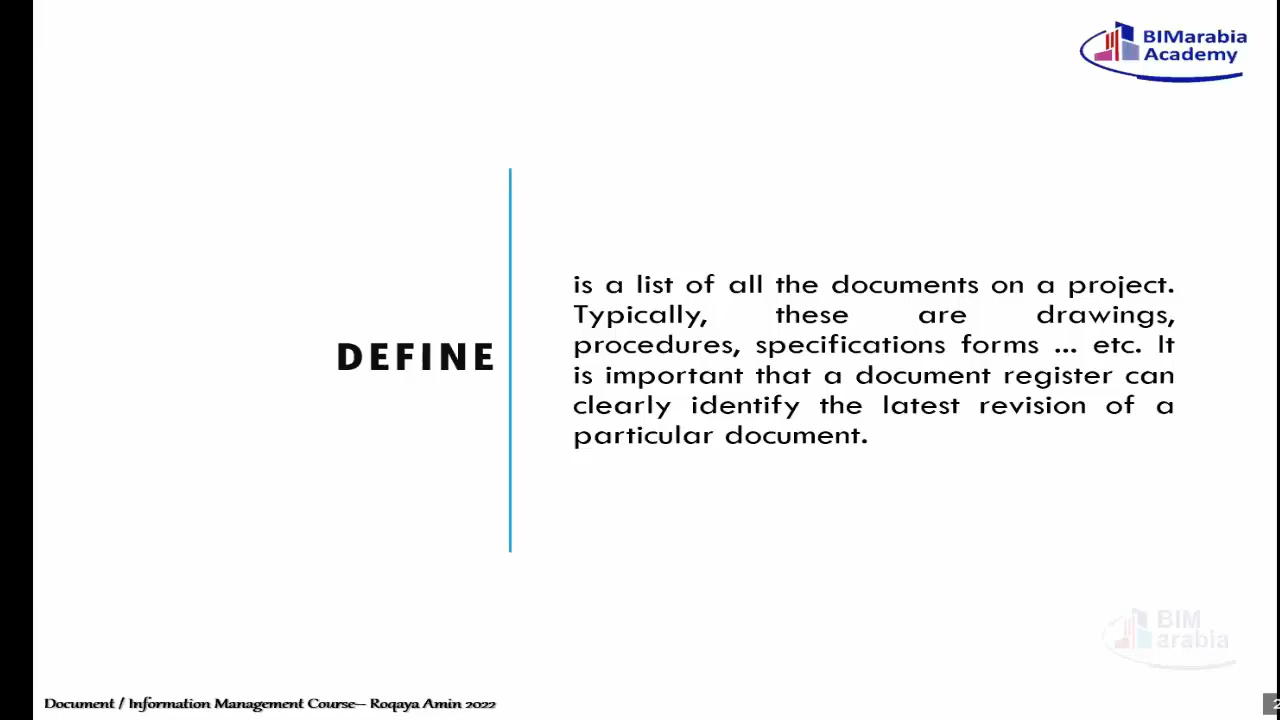 BIMarabia
Academy
DEFINE
is a list of all the documents on a project.
Typically, these are drawings,
procedures, specifications forms ... etc. It
is important that a document register can
clearly identify the latest revision of a
particular document.
BIM
arabia
Document / Information Management Course– Roqaya Amin 2022
2